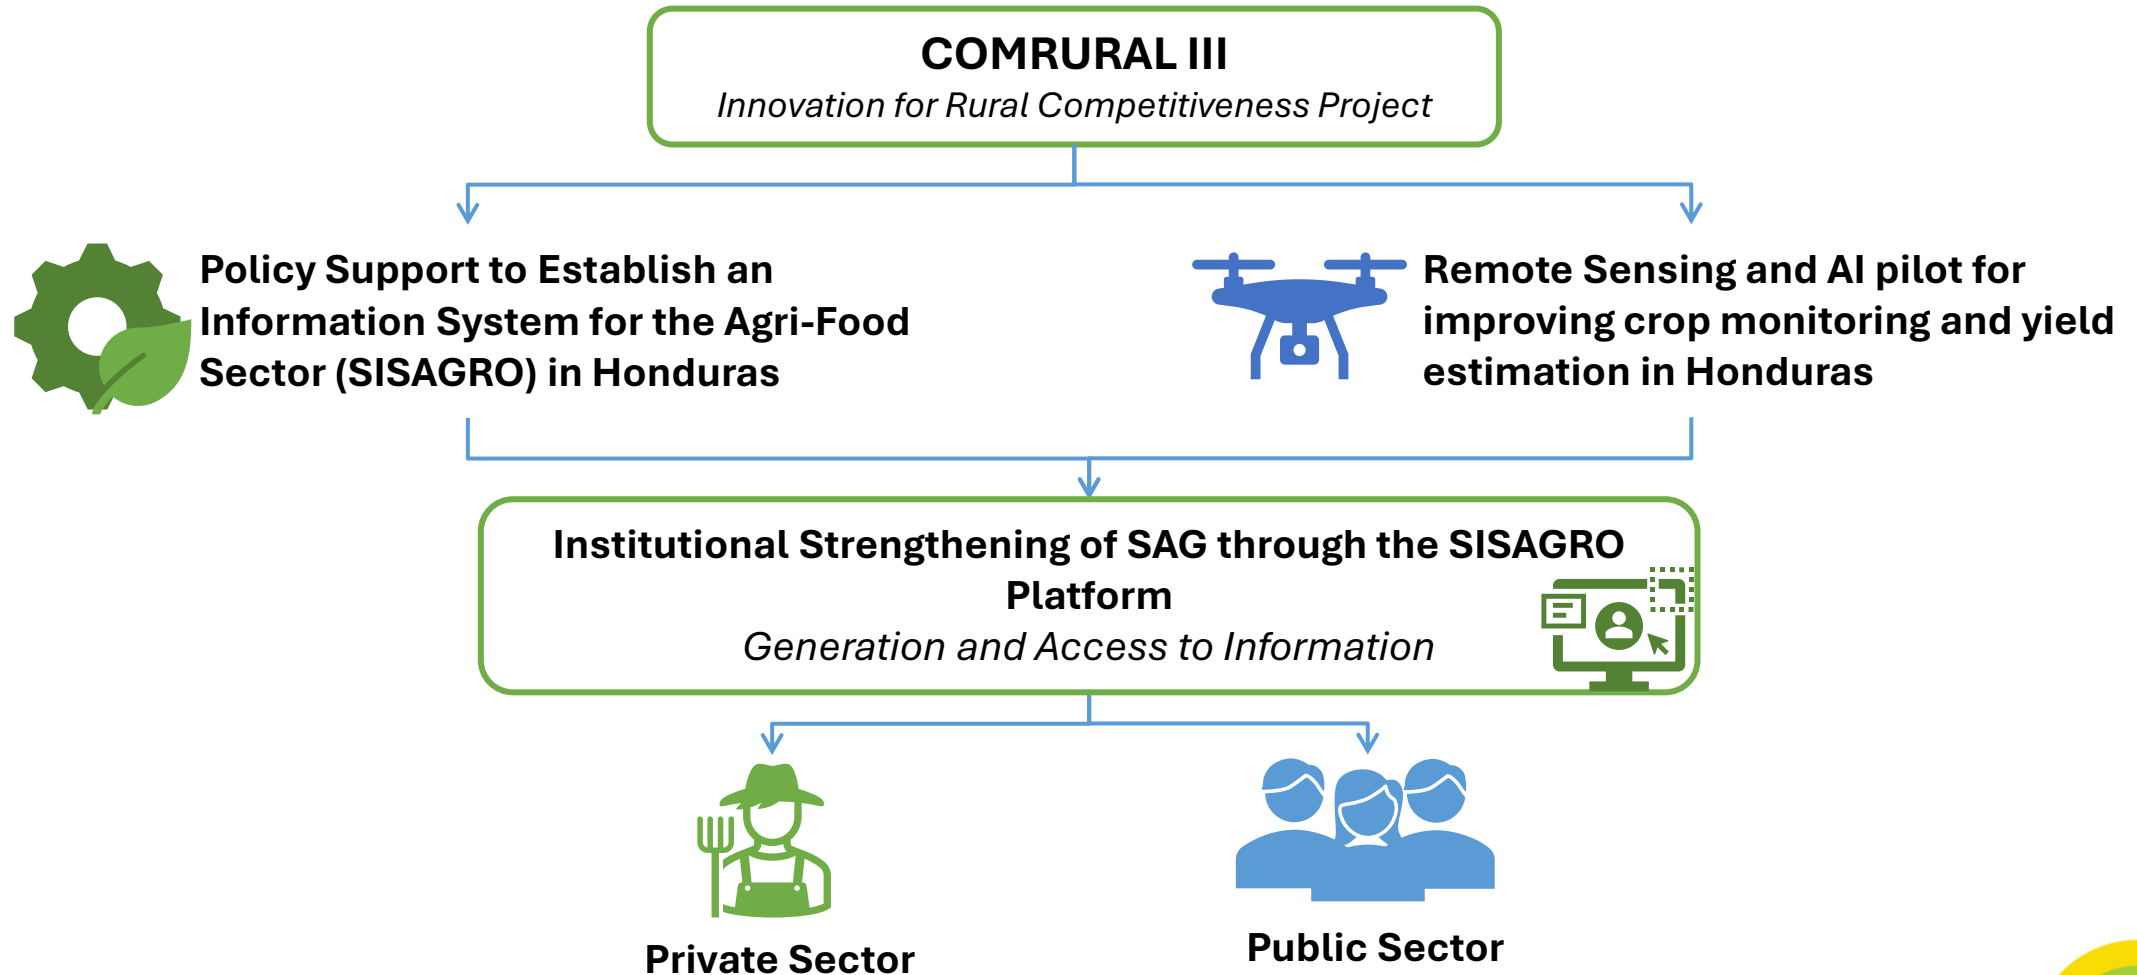 COMRURAL III
Innovation for Rural Competitiveness Project
Policy Support to Establish an
Information System for the Agri-Food
Sector (SISAGRO) in Honduras
Remote Sensing and AI pilot for
improving crop monitoring and yield
estimation in Honduras
Institutional Strengthening of SAG through the SISAGRO
Platform
Generation and Access to Information
Private Sector
Public Sector